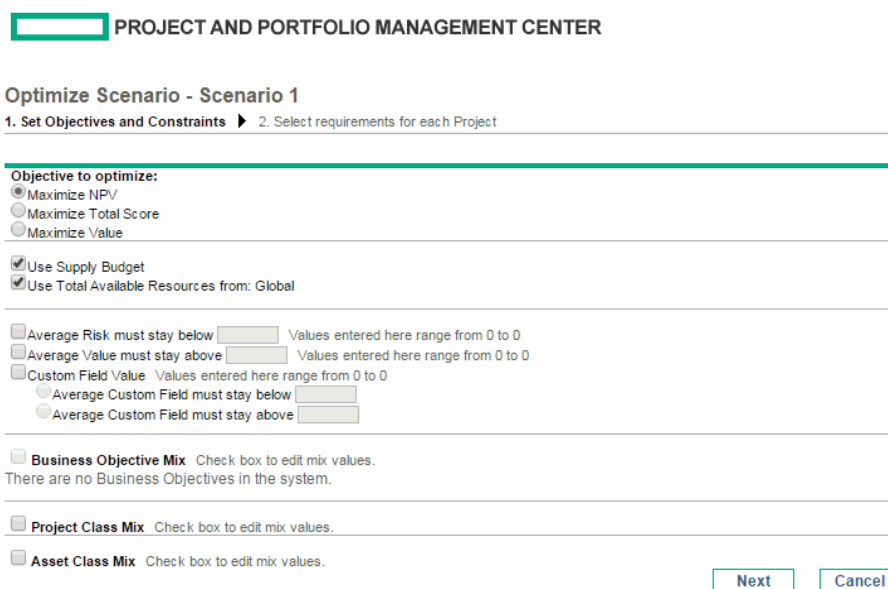 PROJECT AND PORTFOLIO MANAGEMENT CENTER
Optimize Scenario - Scenario 1
1. Set Objectives and Constraints 2. Select requirements for each Project
Objective to optimize:
Maximize NPV
Maximize Total Score
Maximize Value
Use Supply Budget
Use Total Available Resources from: Global
Average Risk must stay below Values entered here range from 0 to 0
Average Value must stay above Values entered here range from 0 to 0
Custom Field Value Values entered here range from 0 to 0
Average Custom Field must stay below
Average Custom Field must stay above
Business Objective Mix Check box to edit mix values.
There are no Business Objectives in the system.
Project Class Mix Check box to edit mix values.
Asset Class Mix Check box to edit mix values.
Next Cancel